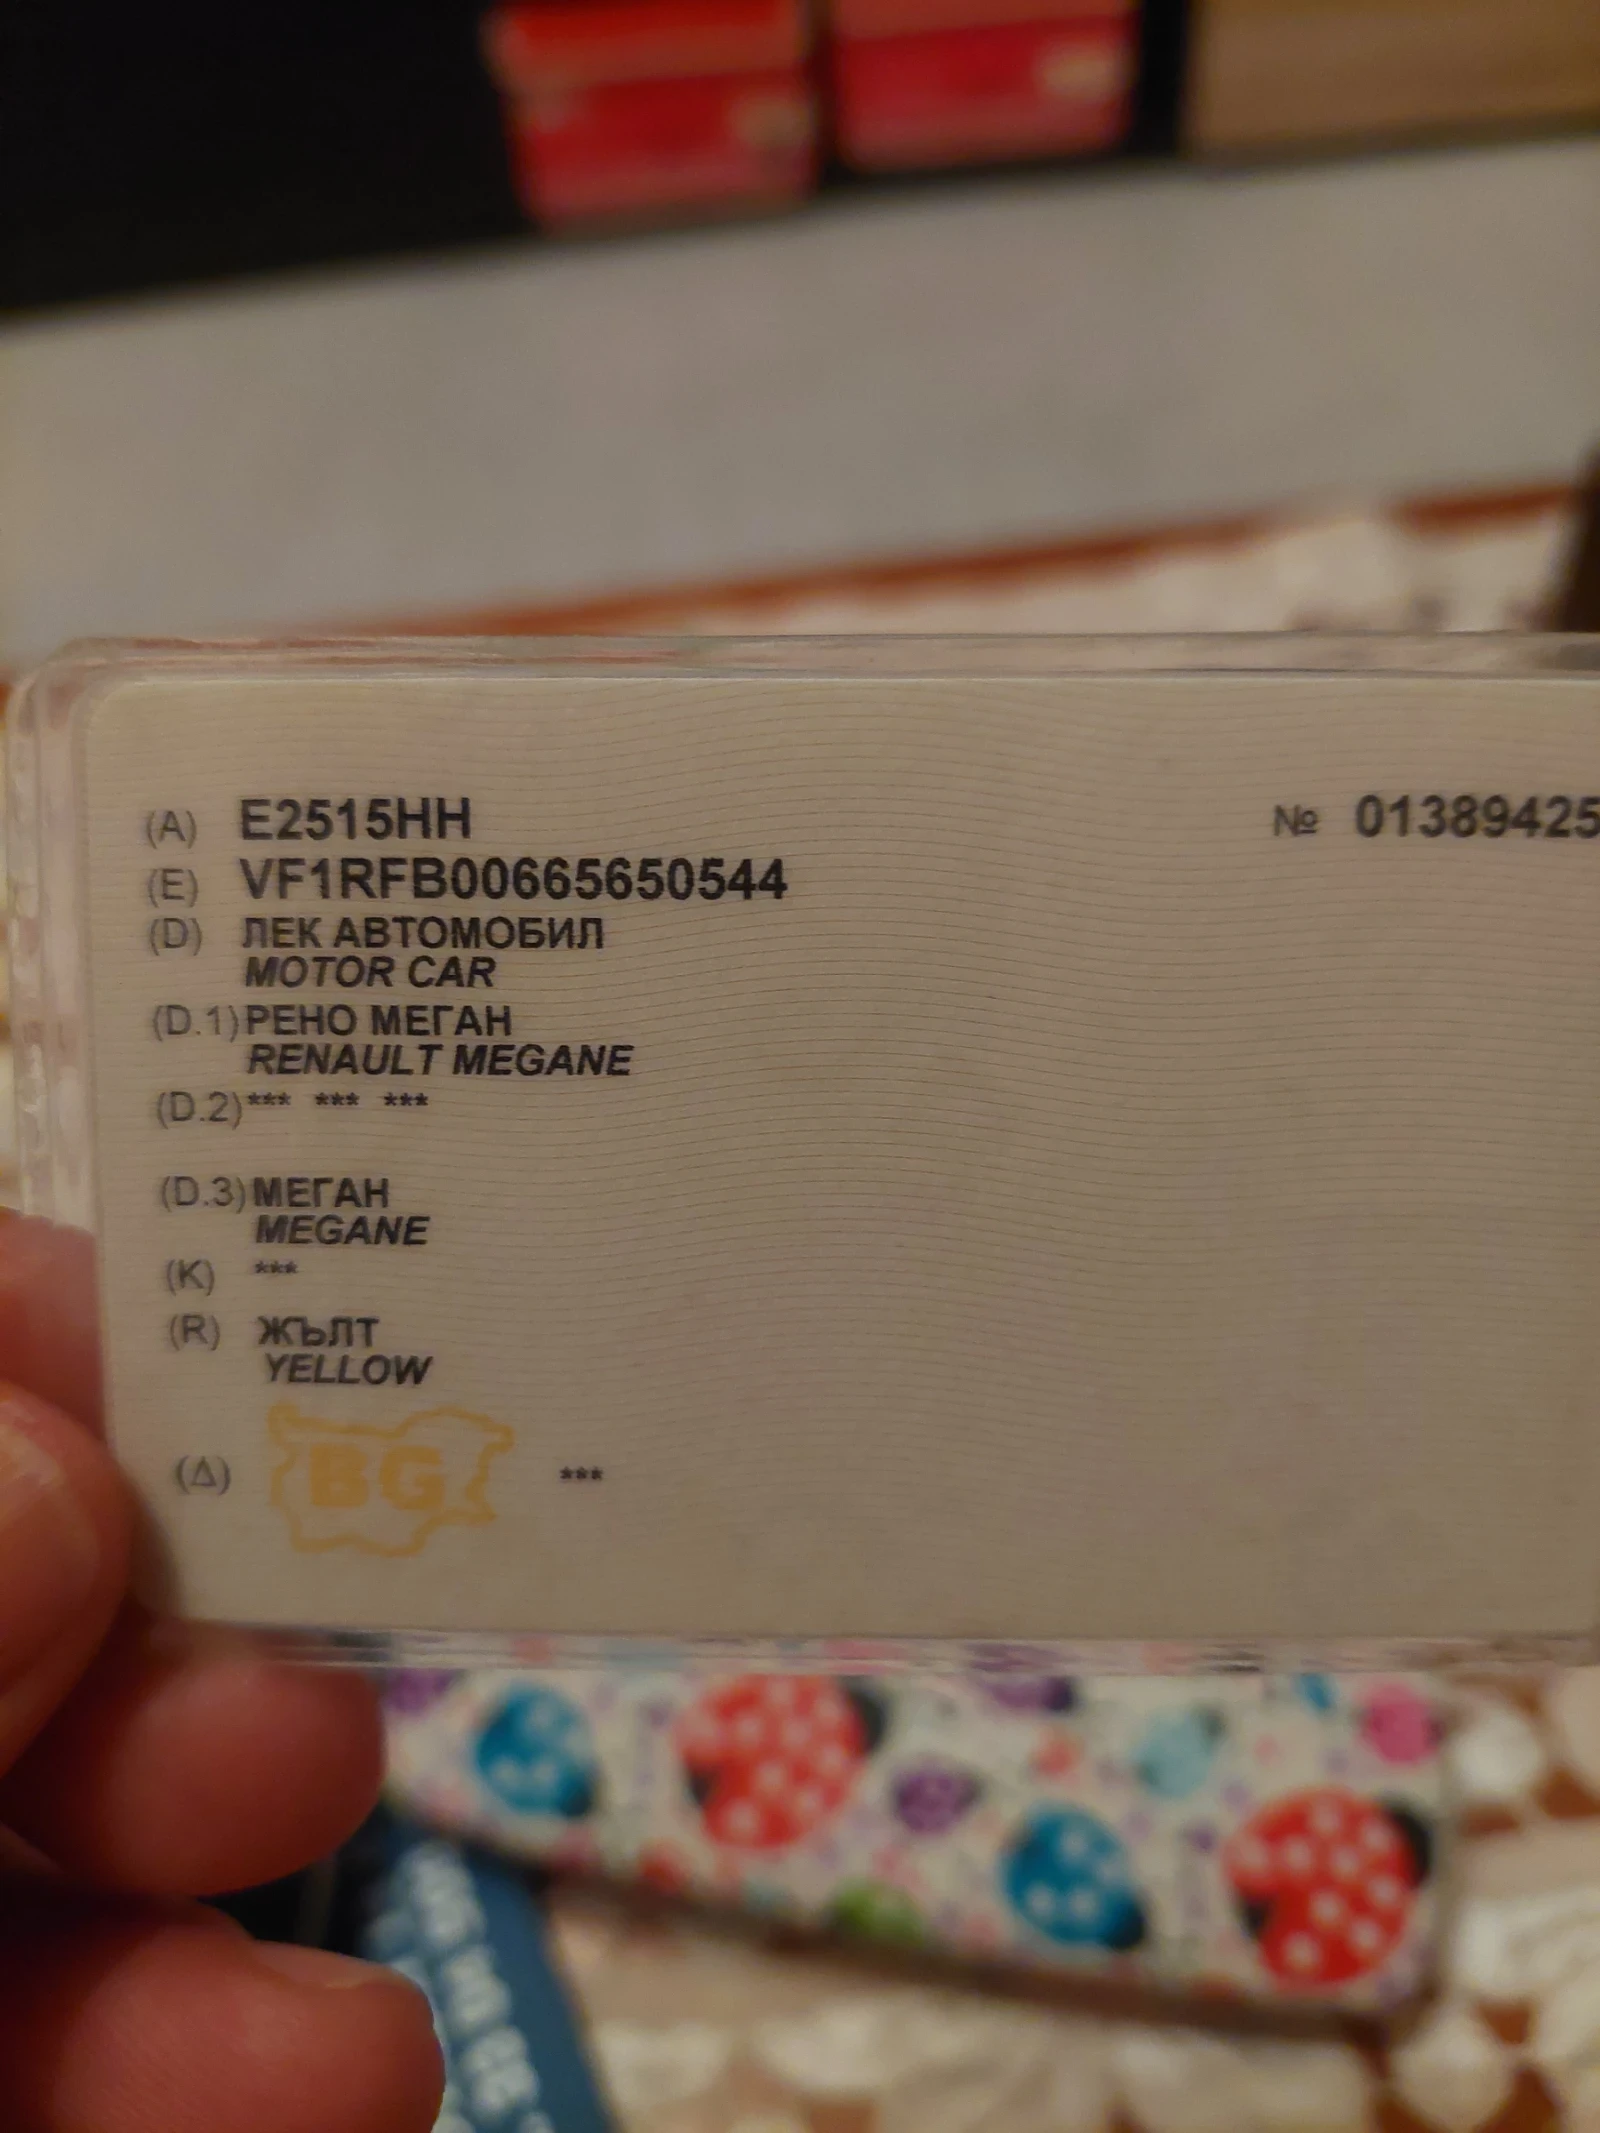 (A) E2515HH
№ 01389425
(E) VF1RFB00665650544
(D) ЛЕК АВТОМОБИЛ
MOTOR CAR
(D.1) РЕНО МЕГАН
RENAULT MEGANE
(D.2) *** *** ***
(D.3) МЕГАН
MEGANE
(K) ***
(R) ЖЪЛТ
YELLOW
(Δ) BG ***